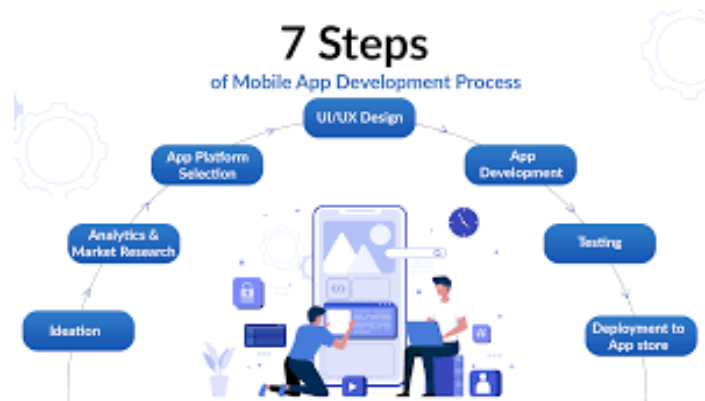 7 Steps
of Mobile App Development Process
Ideation
Analytics &
Market Research
App Platform
Selection
UI/UX Design
App
Development
Testing
Deployment to
App store
</>
#